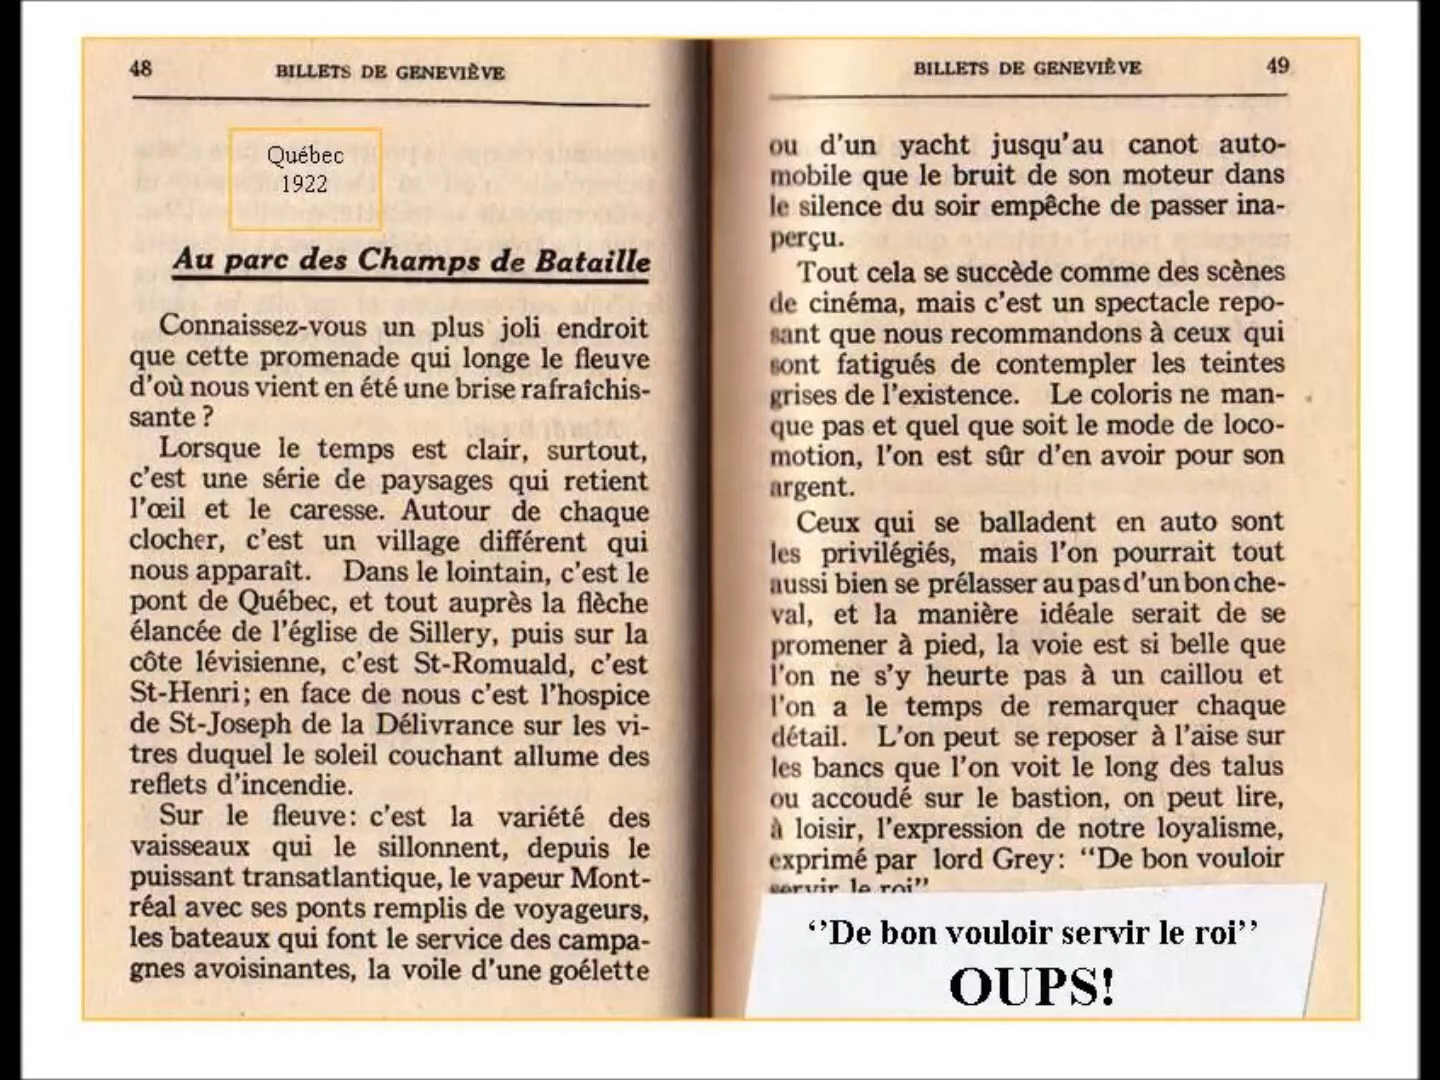 48
BILLETS DE GENEVIÈVE
Québec
1922
Au parc des Champs de Bataille
Connaissez-vous un plus joli endroit
que cette promenade qui longe le fleuve
d'où nous vient en été une brise rafraîchis-
sante ?
Lorsque le temps est clair, surtout,
c'est une série de paysages qui retient
l'œil et le caresse. Autour de chaque
clocher, c'est un village différent qui
nous apparaît. Dans le lointain, c'est le
pont de Québec, et tout auprès la flèche
élancée de l'église de Sillery, puis sur la
côte lévisienne, c'est St-Romuald, c'est
St-Henri; en face de nous c'est l'hospice
de St-Joseph de la Délivrance sur les vi-
tres duquel le soleil couchant allume des
reflets d'incendie.
Sur le fleuve: c'est la variété des
vaisseaux qui le sillonnent, depuis le
puissant transatlantique, le vapeur Mont-
réal avec ses ponts remplis de voyageurs,
les bateaux qui font le service des campa-
gnes avoisinantes, la voile d'une goélette
BILLETS DE GENEVIÈVE
49
ou d'un yacht jusqu'au canot auto-
mobile que le bruit de son moteur dans
le silence du soir empêche de passer ina-
perçu.
Tout cela se succède comme des scènes
de cinéma, mais c'est un spectacle repo-
sant que nous recommandons à ceux qui
sont fatigués de contempler les teintes
grises de l'existence. Le coloris ne man-
que pas et quel que soit le mode de loco-
motion, l'on est sûr d'en avoir pour son
argent.
Ceux qui se balladent en auto sont
les privilégiés, mais l'on pourrait tout
aussi bien se prélasser au pas d'un bon che-
val, et la manière idéale serait de se
promener à pied, la voie est si belle que
l'on ne s'y heurte pas à un caillou et
l'on a le temps de remarquer chaque
détail. L'on peut se reposer à l'aise sur
les bancs que l'on voit le long des talus
ou accoudé sur le bastion, on peut lire,
à loisir, l'expression de notre loyalisme,
exprimé par lord Grey: "De bon vouloir
servir le roi"
''De bon vouloir servir le roi''
OUPS!